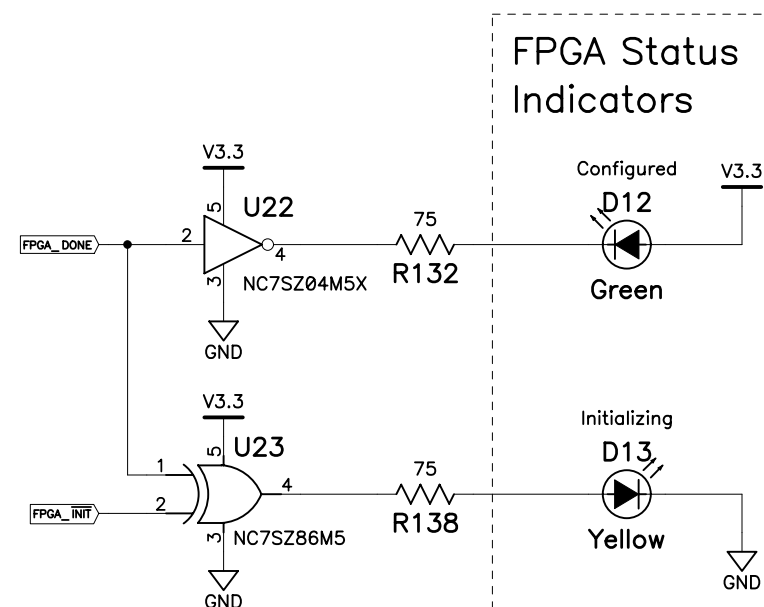 FPGA Status
Indicators
V3.3
5
U22
FPGA_DONE
2
4
3
NC7SZ04M5X
GND
75
R132
Configured
D12
Green
V3.3
V3.3
5
U23
1
2
4
FPGA_INIT
3
NC7SZ86M5
GND
75
R138
Initializing
D13
Yellow
GND